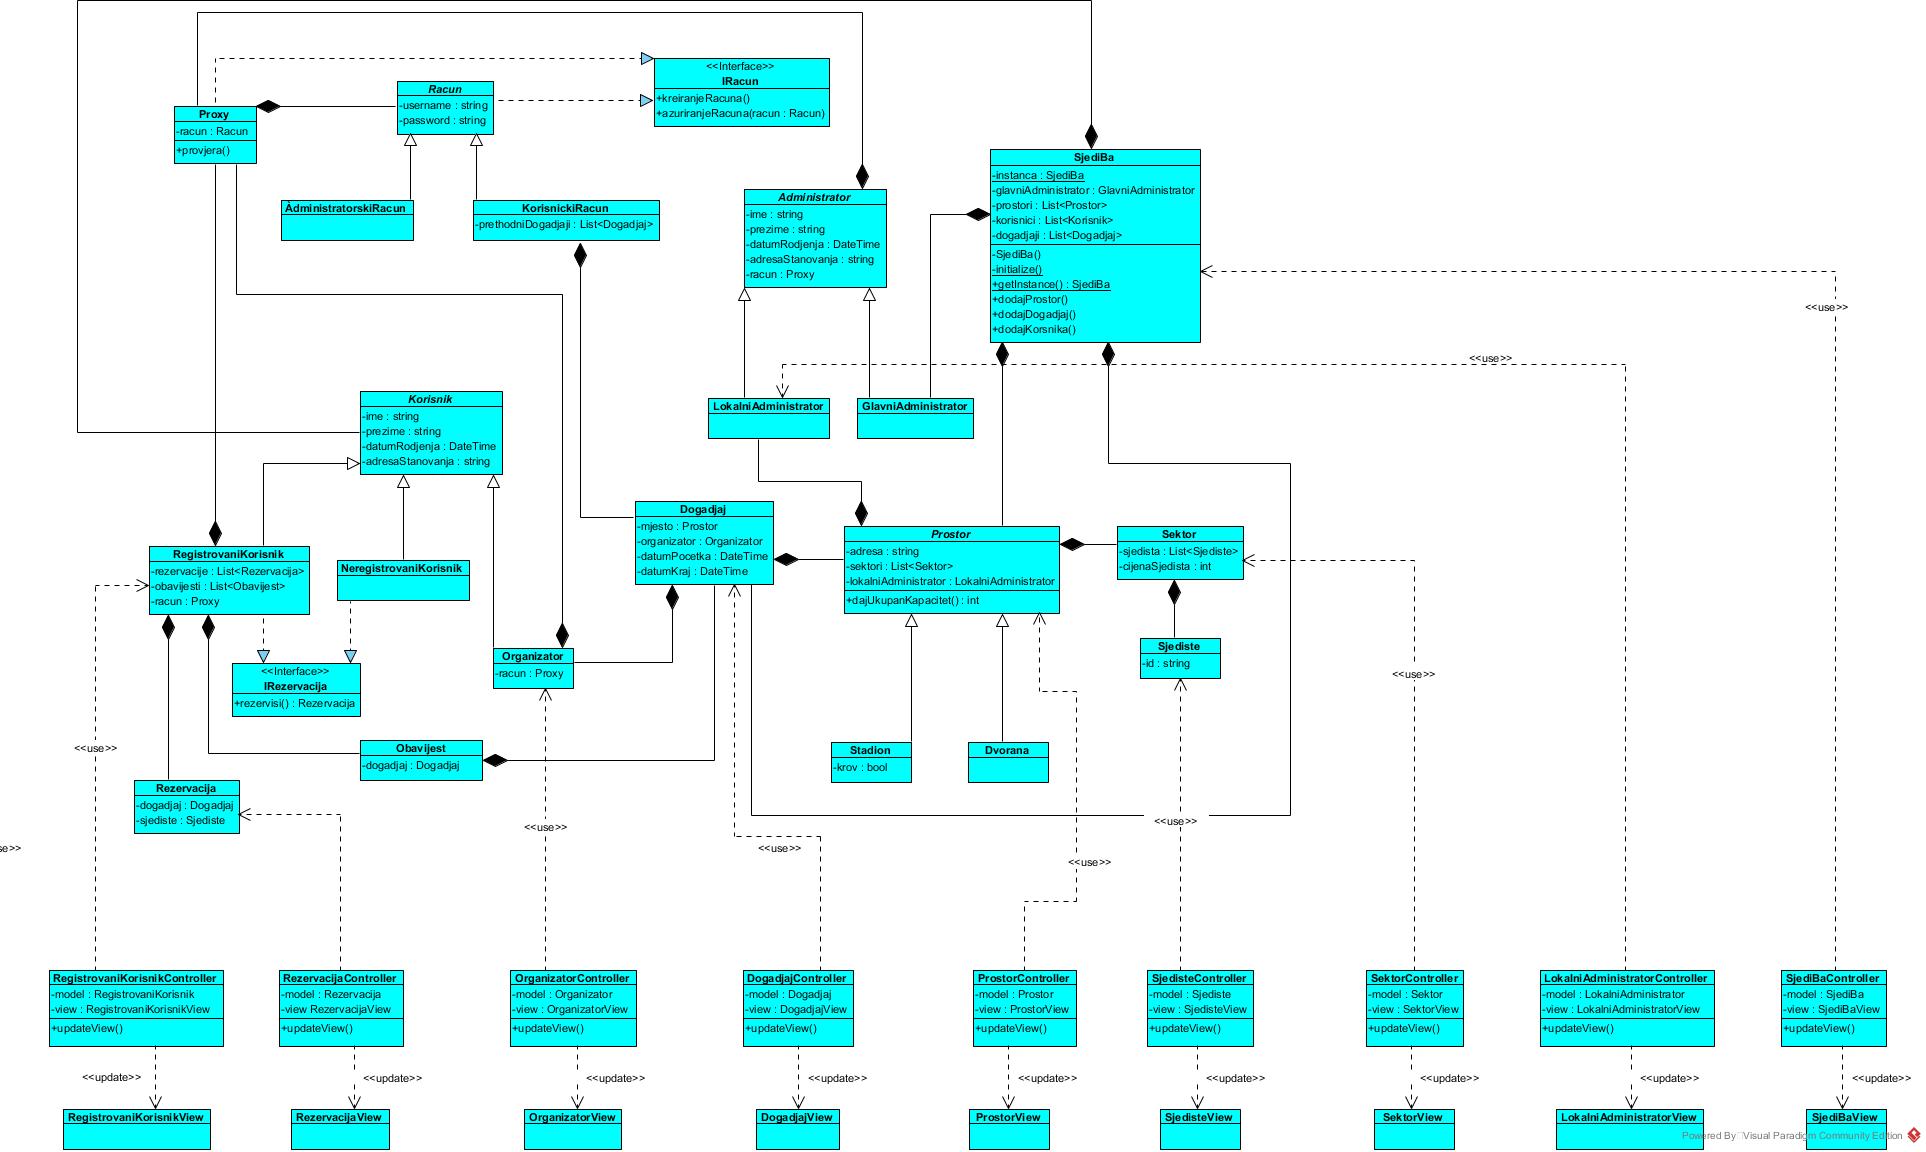 <<Interface>>
IRacun
+kreiranjeRacuna()
+azuriranjeRacuna(racun : Racun)
Racun
-username : string
-password : string
Proxy
-racun : Racun
+provjera()
SjediBa
-instanca : SjediBa
-glavniAdministrator : GlavniAdministrator
-prostori : List<Prostor>
-korisnici : List<Korisnik>
-dogadjaji : List<Dogadjaj>
-SjediBa()
-initialize()
+getInstance() : SjediBa
+dodajProstor()
+dodajDogadjaj()
+dodajKorsnika()
Administrator
-ime : string
-prezime : string
-datumRodjenja : DateTime
-adresaStanovanja : string
-racun : Proxy
ÀdministratorskiRacun
KorisnickiRacun
-prethodniDogadjaji : List<Dogadjaj>
<<use>>
<<use>>
Korisnik
-ime : string
-prezime : string
-datumRodjenja : DateTime
-adresaStanovanja : string
LokalniAdministrator
GlavniAdministrator
Dogadjaj
-mjesto : Prostor
-organizator : Organizator
-datumPocetka : DateTime
-datumKraj : DateTime
Prostor
-adresa : string
-sektori : List<Sektor>
-lokalniAdministrator : LokalniAdministrator
+dajUkupanKapacitet() : int
Sektor
-sjedista : List<Sjediste>
-cijenaSjedista : int
RegistrovaniKorisnik
-rezervacije : List<Rezervacija>
-obavijesti : List<Obavijest>
-racun : Proxy
NeregistrovaniKorisnik
Organizator
-racun : Proxy
Sjediste
-id : string
<<Interface>>
IRezervacija
+rezervisi() : Rezervacija
<<use>>
<<use>>
Obavijest
-dogadjaj : Dogadjaj
Stadion
-krov : bool
Dvorana
Rezervacija
-dogadjaj : Dogadjaj
-sjediste : Sjediste
<<use>>
<<use>>
se>>
<<use>>
<<use>>
RegistrovaniKorisnikController
-model : RegistrovaniKorisnik
-view : RegistrovaniKorisnikView
+updateView()
RezervacijaController
-model : Rezervacija
-view RezervacijaView
+updateView()
OrganizatorController
-model : Organizator
-view : OrganizatorView
+updateView()
DogadjajController
-model : Dogadjaj
-view : DogadjajView
+updateView()
ProstorController
-model : Prostor
-view : ProstorView
+updateView()
SjedisteController
-model : Sjediste
-view : SjedisteView
+updateView()
SektorController
-model : Sektor
-view : SektorView
+updateView()
LokalniAdministratorController
-model : LokalniAdministrator
-view : LokalniAdministratorView
+updateView()
SjediBaController
-model : SjediBa
-view : SjediBaView
+updateView()
<<update>>
<<update>>
<<update>>
<<update>>
<<update>>
<<update>>
<<update>>
<<update>>
<<update>>
RegistrovaniKorisnikView
RezervacijaView
OrganizatorView
DogadjajView
ProstorView
SjedisteView
SektorView
LokalniAdministratorView
SjediBaView
Powered By Visual Paradigm Community Edition